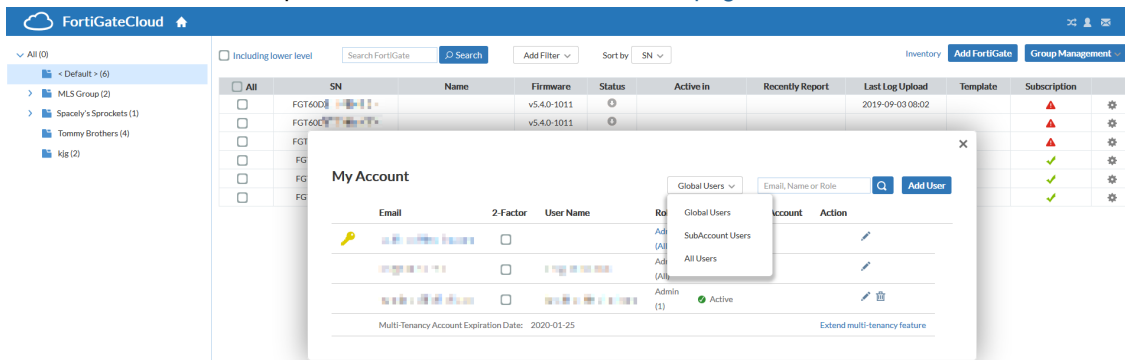 FortiGateCloud
All (0)
< Default > (6)
MLS Group (2)
Spacely's Sprockets (1)
Tommy Brothers (4)
kjg (2)
Including lower level Search FortiGate Search Add Filter Sort by SN Inventory Add FortiGate Group Management
All SN Name Firmware Status Active in Recently Report Last Log Upload Template Subscription
FGT60D v5.4.0-1011 2019-09-03 08:02
v5.4.0-1011
FGT
FG
FG
FG
My Account
Global Users Email, Name or Role Add User
Global Users
SubAccount Users
All Users
Email 2-Factor User Name Account Action
Admin Active
(1)
Multi-Tenancy Account Expiration Date: 2020-01-25 Extend multi-tenancy feature